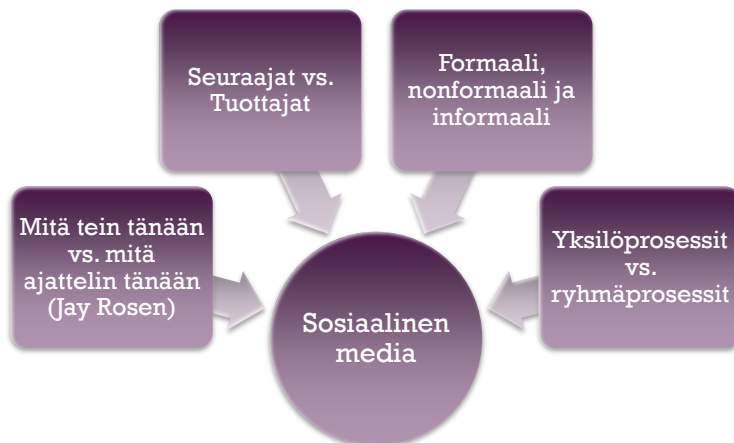 Seuraajat vs.
Tuottajat
Formaali,
nonformaali ja
informaali
Mitä tein tänään
vs. mitä
ajattelin tänään
(Jay Rosen)
Yksilöprosessit
vs.
ryhmäprosessit
Sosiaalinen
media